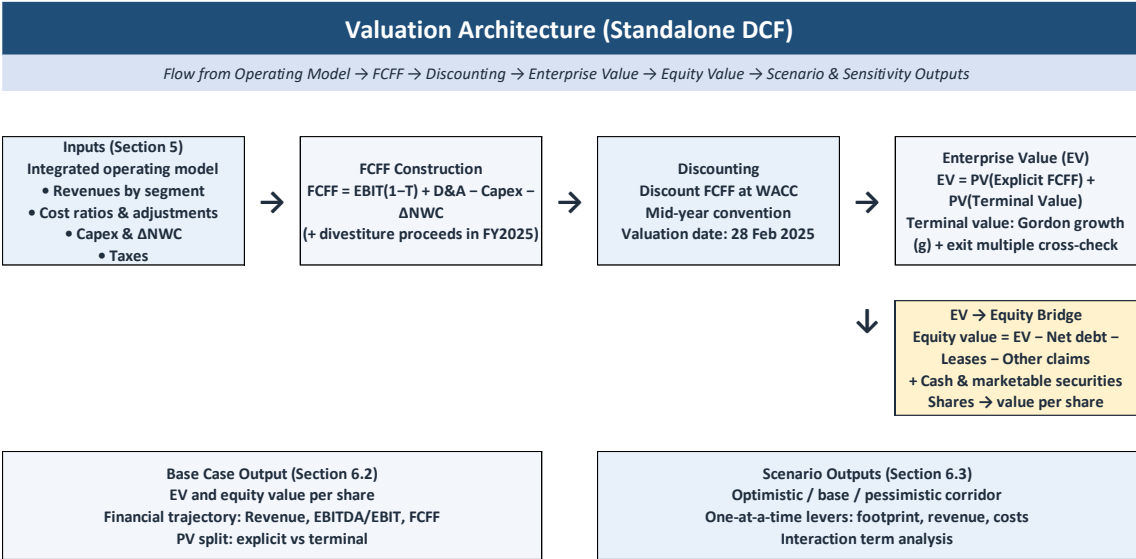 Valuation Architecture (Standalone DCF)
Flow from Operating Model → FCFF → Discounting → Enterprise Value → Equity Value → Scenario & Sensitivity Outputs
Inputs (Section 5)
Integrated operating model
• Revenues by segment
• Cost ratios & adjustments
• Capex & ΔNWC
• Taxes
→
FCFF Construction
FCFF = EBIT(1−T) + D&A − Capex −
ΔNWC
(+ divestiture proceeds in FY2025)
→
Discounting
Discount FCFF at WACC
Mid-year convention
Valuation date: 28 Feb 2025
→
Enterprise Value (EV)
EV = PV(Explicit FCFF) +
PV(Terminal Value)
Terminal value: Gordon growth
(g) + exit multiple cross-check
↓
EV → Equity Bridge
Equity value = EV − Net debt −
Leases − Other claims
+ Cash & marketable securities
Shares → value per share
Base Case Output (Section 6.2)
EV and equity value per share
Financial trajectory: Revenue, EBITDA/EBIT, FCFF
PV split: explicit vs terminal
Scenario Outputs (Section 6.3)
Optimistic / base / pessimistic corridor
One-at-a-time levers: footprint, revenue, costs
Interaction term analysis